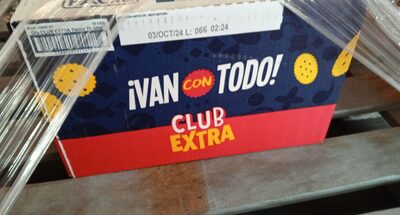 03/OCT/24 L: 066 02:24
¡VAN CON TODO!
CLUB
EXTRA